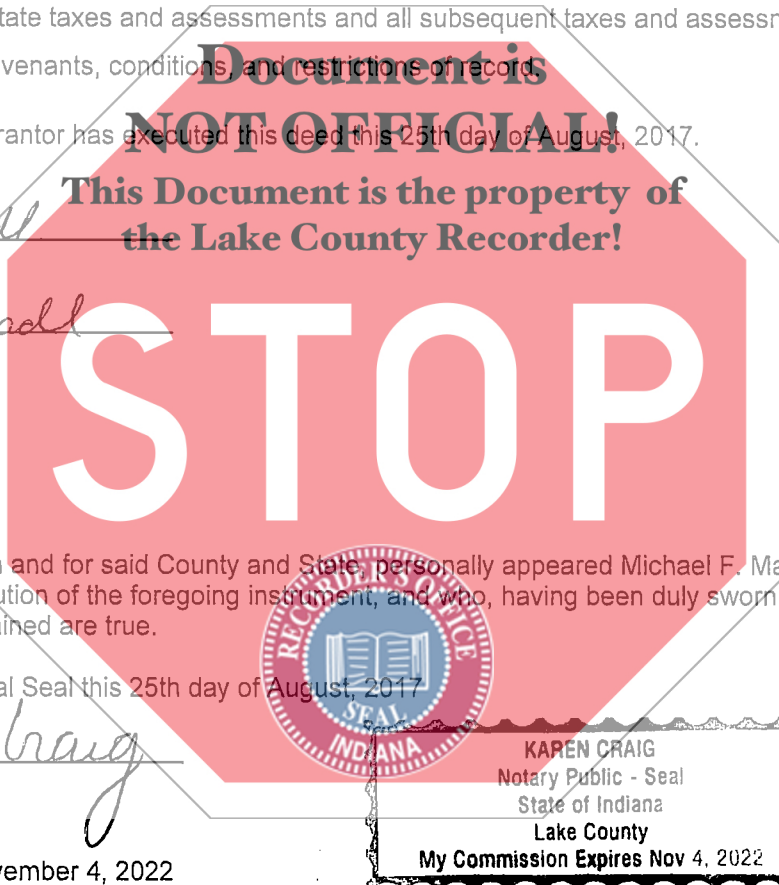 tate taxes and assessments and all subsequent taxes and assessm
Document is
venants, conditions, and restrictions of record.
NOT OFFICIAL!
rantor has executed this deed this 25th day of August, 2017.
This Document is the property of
the Lake County Recorder!
STOP
and for said County and State, personally appeared Michael F. Ma
ution of the foregoing instrument, and who, having been duly sworn
ined are true.
RECORDER'S OFFICE
SEAL
INDIANA
al Seal this 25th day of August, 2017
Craig
KAREN CRAIG
Notary Public - Seal
State of Indiana
Lake County
My Commission Expires Nov 4, 2022
vember 4, 2022